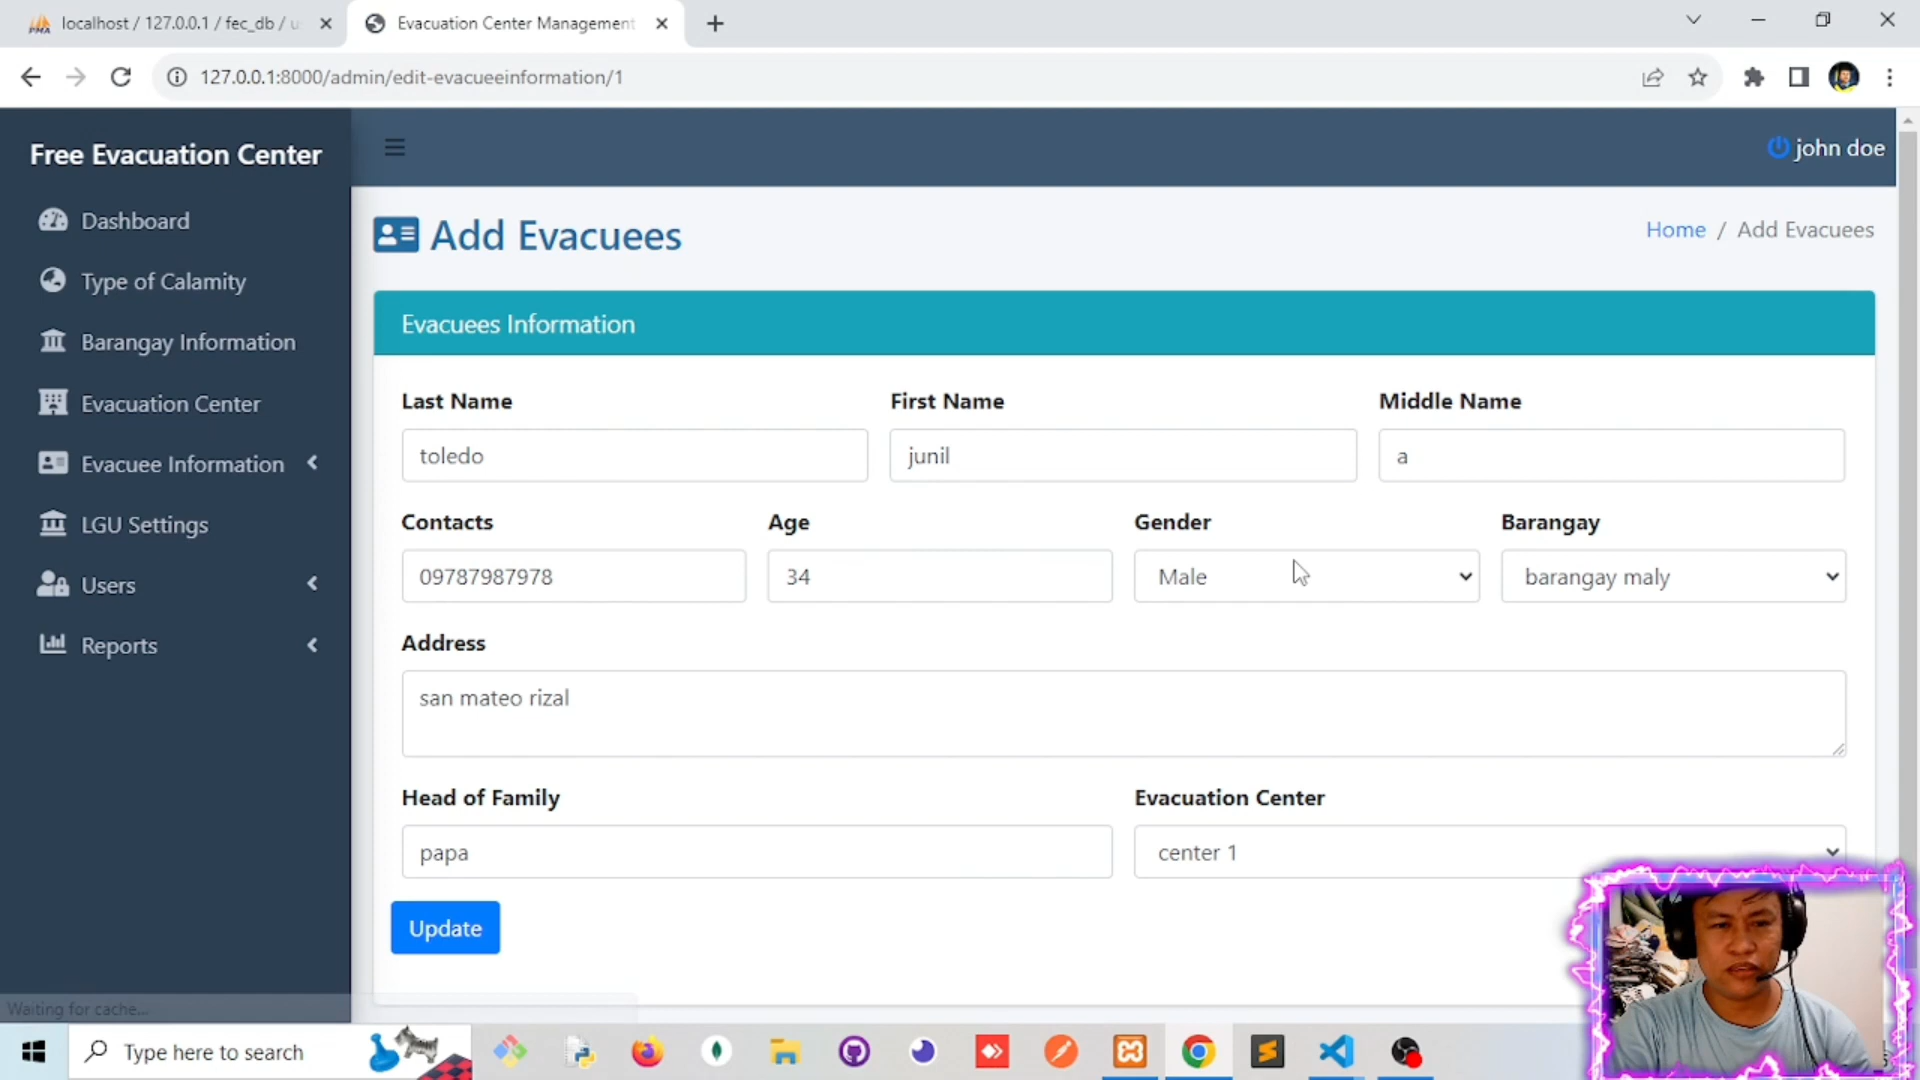 localhost / 127.0.0.1 / fec_db / u
Evacuation Center Management
127.0.0.1:8000/admin/edit-evacueeinformation/1
Free Evacuation Center
john doe
Dashboard
Type of Calamity
Barangay Information
Evacuation Center
Evacuee Information
LGU Settings
Users
Reports
Add Evacuees
Home / Add Evacuees
Evacuees Information
Last Name
First Name
Middle Name
toledo
junil
a
Contacts
Age
Gender
Barangay
09787987978
34
Male
barangay maly
Address
san mateo rizal
Head of Family
Evacuation Center
papa
center 1
Update
Waiting for cache...
Type here to search